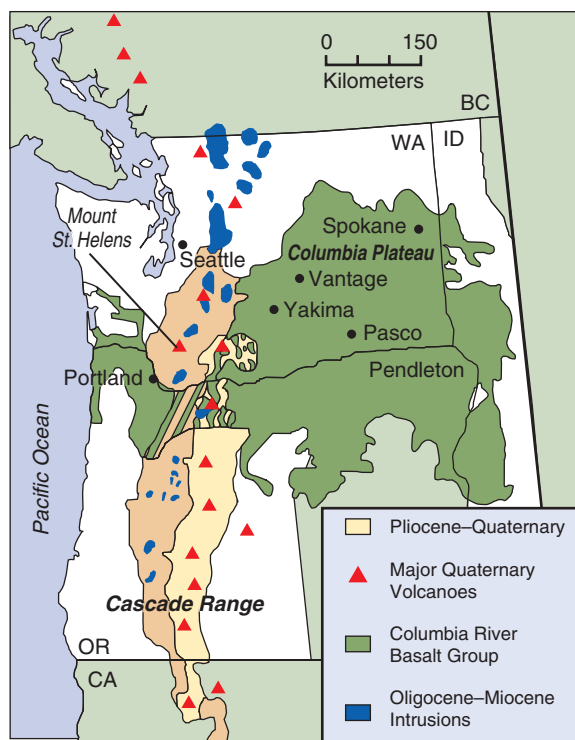 0 150
Kilometers
BC
WA
ID
Mount
St. Helens
Seattle
Spokane
Columbia Plateau
Vantage
Yakima
Pasco
Portland
Pendleton
Pacific Ocean
Cascade Range
OR
CA
Pliocene–Quaternary
Major Quaternary
Volcanoes
Columbia River
Basalt Group
Oligocene–Miocene
Intrusions